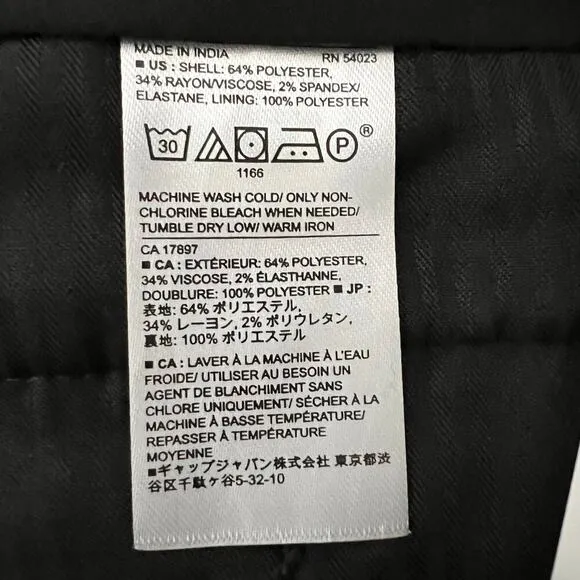 MADE IN INDIA RN 54023
■ US : SHELL: 64% POLYESTER,
34% RAYON/VISCOSE, 2% SPANDEX/
ELASTANE, LINING: 100% POLYESTER
30 P ®
1166
MACHINE WASH COLD/ ONLY NON-
CHLORINE BLEACH WHEN NEEDED/
TUMBLE DRY LOW/ WARM IRON
CA 17897
■ CA : EXTÉRIEUR: 64% POLYESTER,
34% VISCOSE, 2% ÉLASTHANNE,
DOUBLURE: 100% POLYESTER ■ JP :
表地: 64% ポリエステル,
34% レーヨン, 2% ポリウレタン,
裏地: 100% ポリエステル
■ CA : LAVER À LA MACHINE À L'EAU
FROIDE/ UTILISER AU BESOIN UN
AGENT DE BLANCHIMENT SANS
CHLORE UNIQUEMENT/ SÉCHER À LA
MACHINE À BASSE TEMPÉRATURE/
REPASSER À TEMPÉRATURE
MOYENNE
■ギャップジャパン株式会社 東京都渋
谷区千駄ヶ谷5-32-10